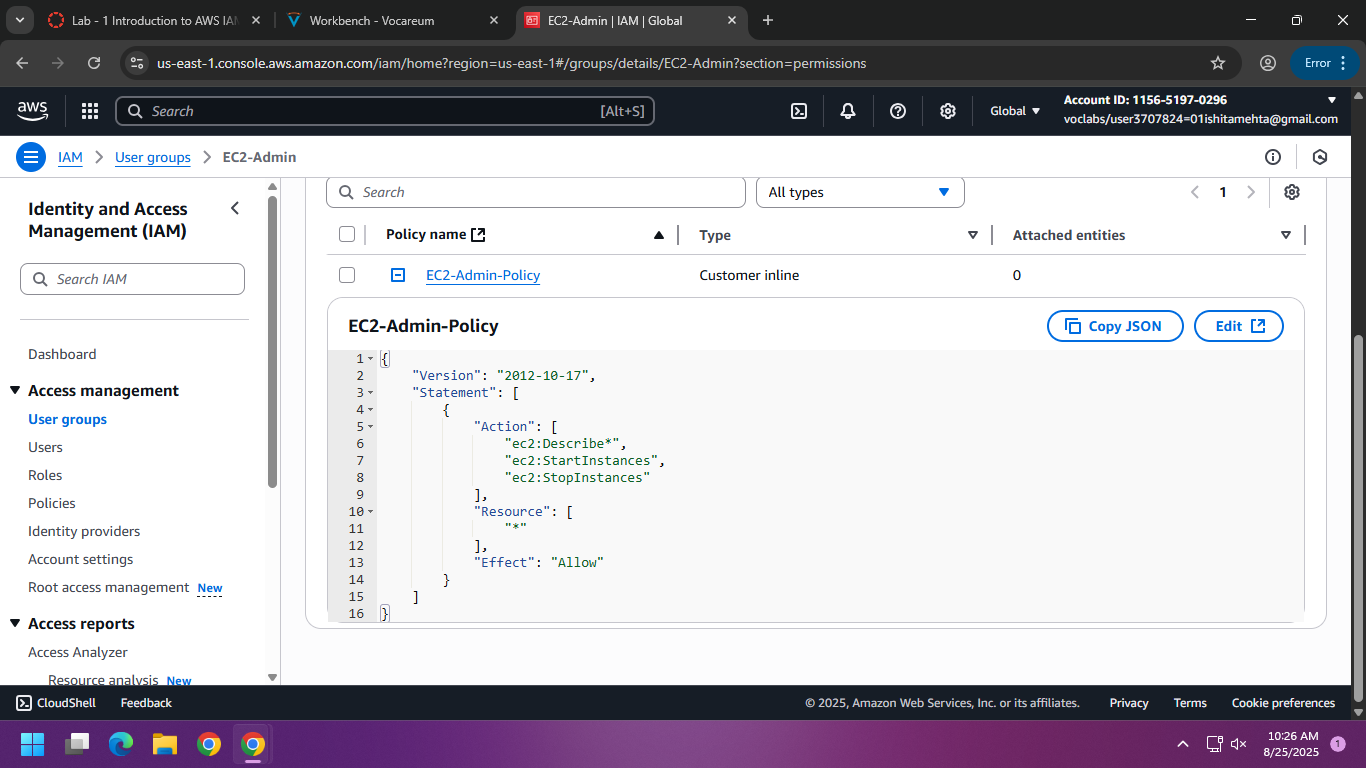 Lab - 1 Introduction to AWS IAM
Workbench - Vocareum
EC2-Admin | IAM | Global
us-east-1.console.aws.amazon.com/iam/home?region=us-east-1#/groups/details/EC2-Admin?section=permissions
Error
aws
Search
[Alt+S]
Global
Account ID: 1156-5197-0296
voclabs/user3707824=01ishitamehta@gmail.com
IAM
User groups
EC2-Admin
Identity and Access
Management (IAM)
Search IAM
Dashboard
Access management
User groups
Users
Roles
Policies
Identity providers
Account settings
Root access management New
Access reports
Access Analyzer
Resource analysis New
Search
All types
1
Policy name
Type
Attached entities
EC2-Admin-Policy
Customer inline
0
EC2-Admin-Policy
Copy JSON
Edit
1 {
2 "Version": "2012-10-17",
3 "Statement": [
4 {
5 "Action": [
6 "ec2:Describe*",
7 "ec2:StartInstances",
8 "ec2:StopInstances"
9 ],
10 "Resource": [
11 "*"
12 ],
13 "Effect": "Allow"
14 }
15 ]
16 }
CloudShell
Feedback
© 2025, Amazon Web Services, Inc. or its affiliates.
Privacy
Terms
Cookie preferences
10:26 AM
8/25/2025
1